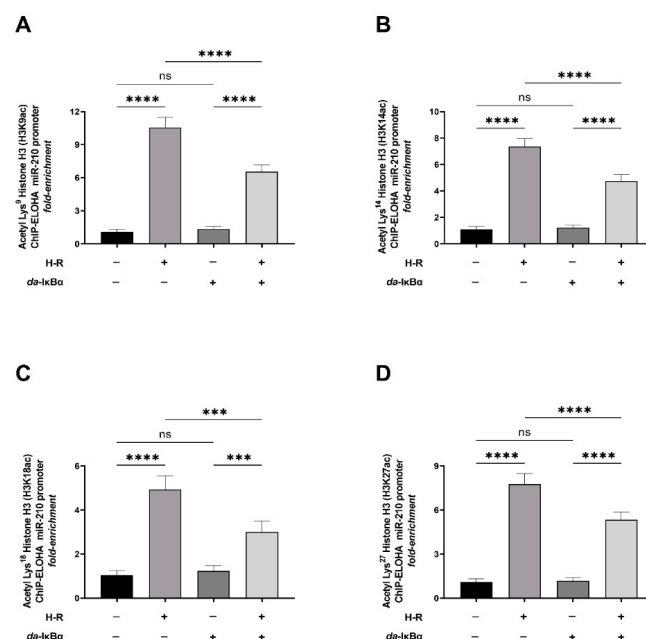 A
****
ns
**** ****
Acetyl Lys9 Histone H3 (H3K9ac)
ChIP-ELOHA miR-210 promoter
fold-enrichment
12
9
6
3
0
H-R − + − +
da-IκBα − − + +
B
****
ns
**** ****
Acetyl Lys14 Histone H3 (H3K14ac)
ChIP-ELOHA miR-210 promoter
fold-enrichment
10
8
6
4
2
0
H-R − + − +
da-IκBα − − + +
C
***
ns
**** ***
Acetyl Lys18 Histone H3 (H3K18ac)
ChIP-ELOHA miR-210 promoter
fold-enrichment
6
4
2
0
H-R − + − +
da-IκBα − − + +
D
****
ns
**** ****
Acetyl Lys27 Histone H3 (H3K27ac)
ChIP-ELOHA miR-210 promoter
fold-enrichment
9
6
3
0
H-R − + − +
da-IκBα − − + +